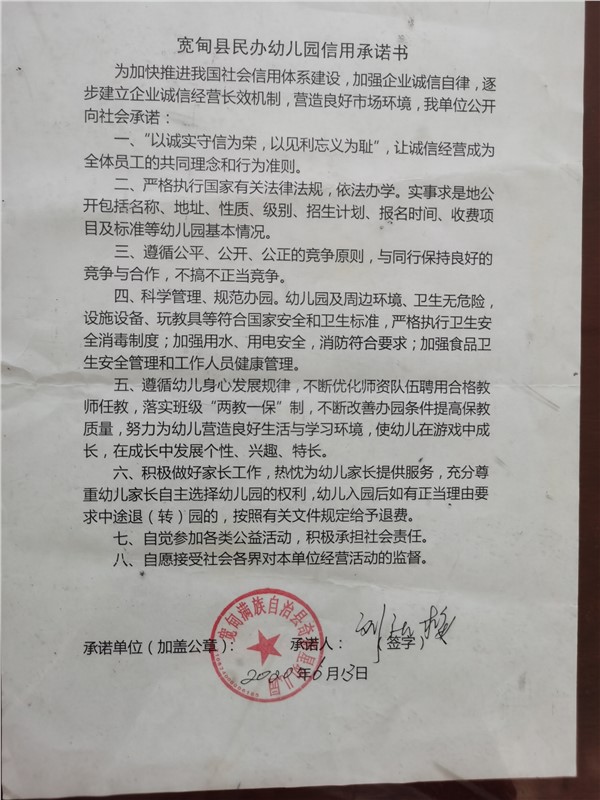 宽甸县民办幼儿园信用承诺书
为加快推进我国社会信用体系建设，加强企业诚信自律，逐
步建立企业诚信经营长效机制，营造良好市场环境，我单位公开
向社会承诺：
一、“以诚实守信为荣，以见利忘义为耻”，让诚信经营成为
全体员工的共同理念和行为准则。
二、严格执行国家有关法律法规，依法办学。实事求是地公
开包括名称、地址、性质、级别、招生计划、报名时间、收费项
目及标准等幼儿园基本情况。
三、遵循公平、公开、公正的竞争原则，与同行保持良好的
竞争与合作，不搞不正当竞争。
四、科学管理、规范办园。幼儿园及周边环境、卫生无危险，
设施设备、玩教具等符合国家安全和卫生标准，严格执行卫生安
全消毒制度；加强用水、用电安全，消防符合要求；加强食品卫
生安全管理和工作人员健康管理。
五、遵循幼儿身心发展规律，不断优化师资队伍聘用合格教
师任教，落实班级“两教一保”制，不断改善办园条件提高保教
质量，努力为幼儿营造良好生活与学习环境，使幼儿在游戏中成
长，在成长中发展个性、兴趣、特长。
六、积极做好家长工作，热忱为幼儿家长提供服务，充分尊
重幼儿家长自主选择幼儿园的权利，幼儿入园后如有正当理由要
求中途退（转）园的，按照有关文件规定给予退费。
七、自觉参加各类公益活动，积极承担社会责任。
八、自愿接受社会各界对本单位经营活动的监督。
宽甸满族自治县 幼儿园
承诺单位（加盖公章）： 承诺人： （签字）
2020年6月13日